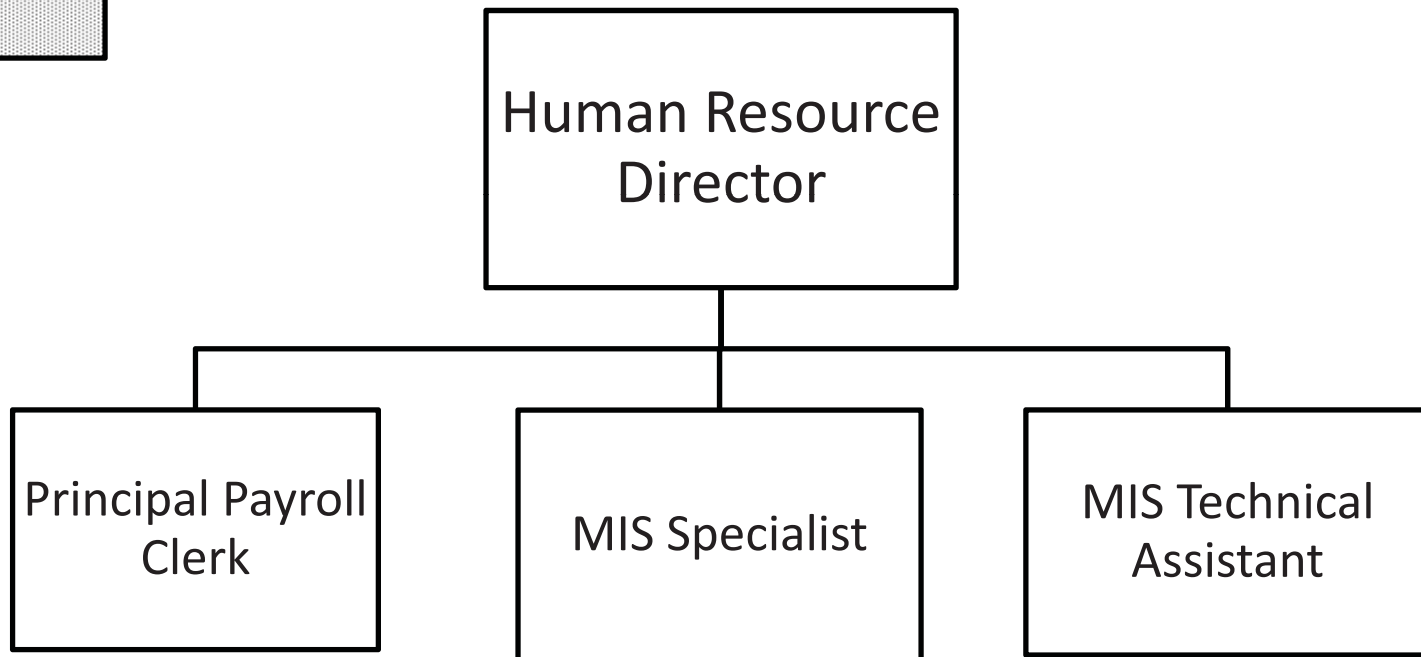 Human Resource
Director
Principal Payroll
Clerk
MIS Specialist
MIS Technical
Assistant